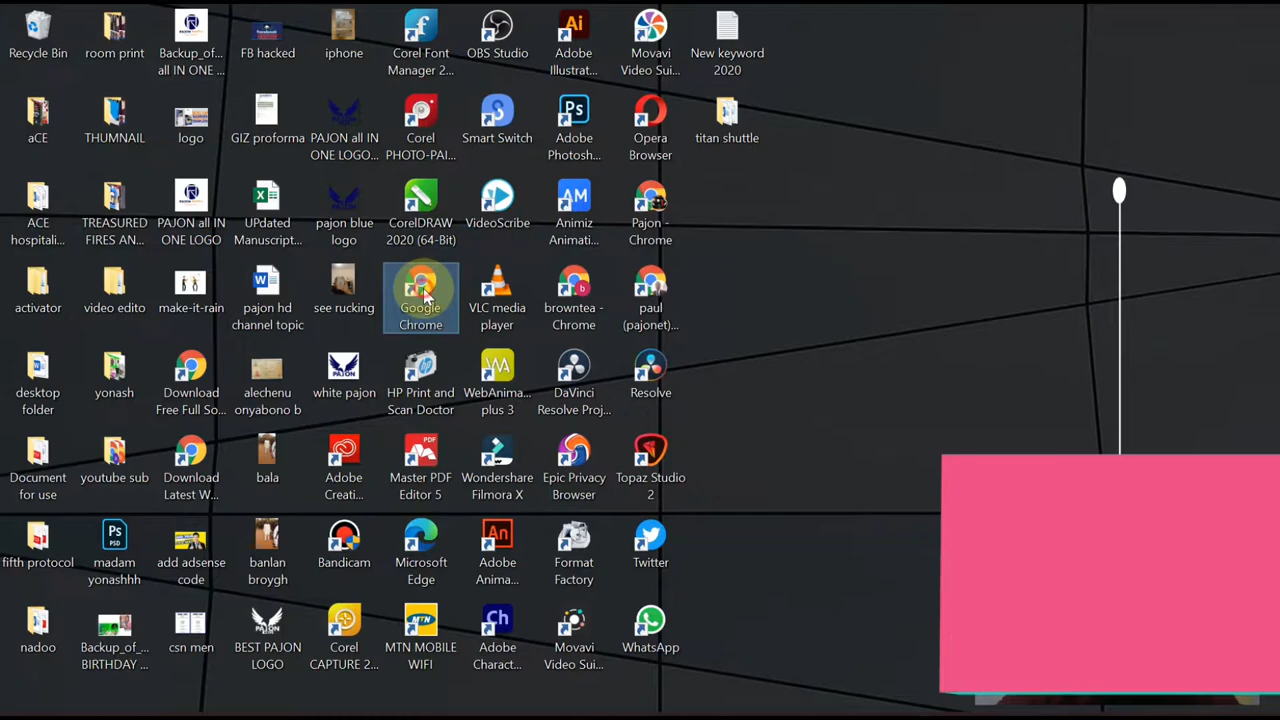 Recycle Bin
room print
Backup_of_
all IN ONE ...
FB hacked
iphone
Corel Font
Manager 2...
OBS Studio
Adobe
Illustrat...
Movavi
Video Sui...
New keyword
2020
aCE
THUMNAIL
logo
GIZ proforma
PAJON all IN
ONE LOGO...
Corel
PHOTO-PAI...
Smart Switch
Adobe
Photosh...
Opera
Browser
titan shuttle
ACE
hospitali...
TREASURED
FIRES AN...
PAJON all IN
ONE LOGO
UPdated
Manuscript...
pajon blue
logo
CorelDRAW
2020 (64-Bit)
VideoScribe
Animiz
Animati...
Pajon -
Chrome
activator
video edito
make-it-rain
pajon hd
channel topic
see rucking
Google
Chrome
VLC media
player
browntea -
Chrome
paul
(pajonet)...
desktop
folder
yonash
Download
Free Full So...
alechenu
onyabono b
white pajon
HP Print and
Scan Doctor
WebAnima...
plus 3
DaVinci
Resolve Proj...
Resolve
Document
for use
youtube sub
Download
Latest W...
bala
Adobe
Creati...
Master PDF
Editor 5
Wondershare
Filmora X
Epic Privacy
Browser
Topaz Studio
2
fifth protocol
madam
yonashhh
add adsense
code
banlan
broygh
Bandicam
Microsoft
Edge
Adobe
Anima...
Format
Factory
Twitter
nadoo
Backup_of_...
BIRTHDAY ...
csn men
BEST PAJON
LOGO
Corel
CAPTURE 2...
MTN MOBILE
WIFI
Adobe
Charact...
Movavi
Video Sui...
WhatsApp